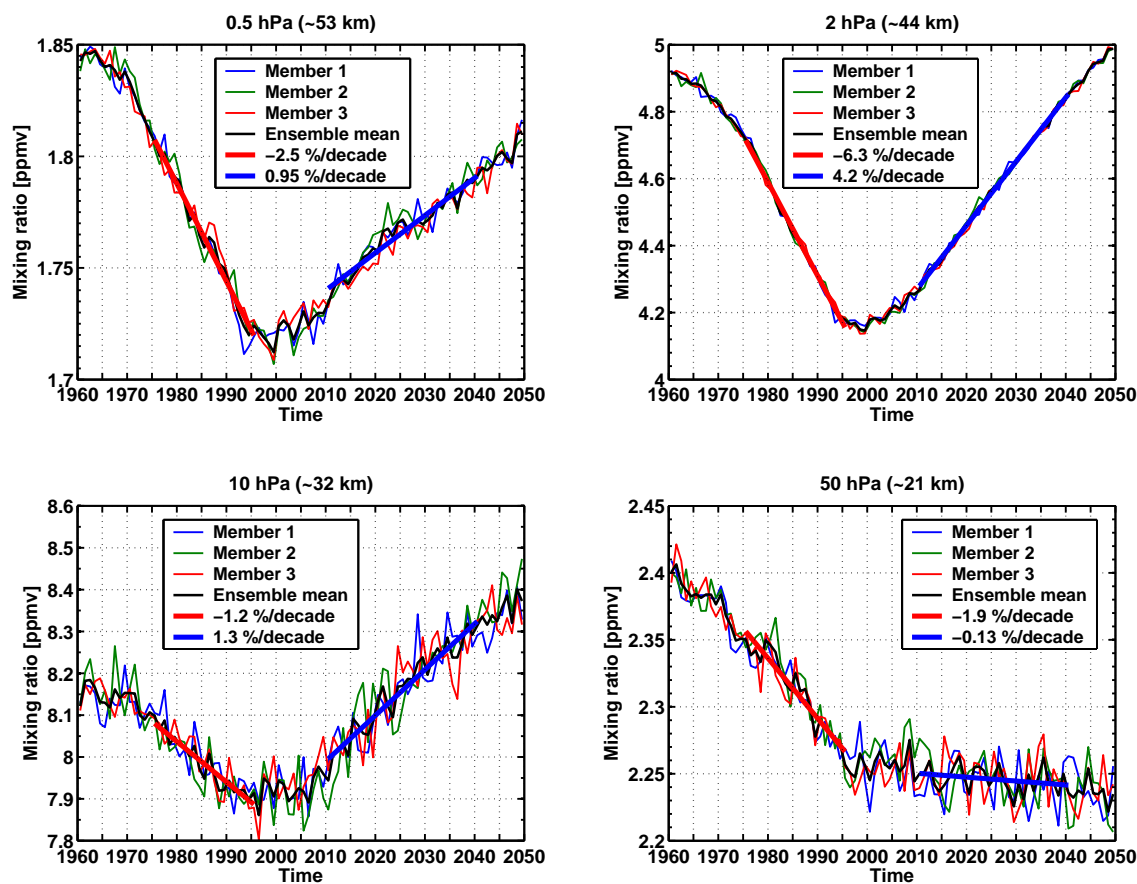 0.5 hPa (~53 km)
1.85
1.8
1.75
1.7
Mixing ratio [ppmv]
Member 1
Member 2
Member 3
Ensemble mean
−2.5 %/decade
0.95 %/decade
1960 1970 1980 1990 2000 2010 2020 2030 2040 2050
Time
2 hPa (~44 km)
5
4.8
4.6
4.4
4.2
4
Mixing ratio [ppmv]
Member 1
Member 2
Member 3
Ensemble mean
−6.3 %/decade
4.2 %/decade
1960 1970 1980 1990 2000 2010 2020 2030 2040 2050
Time
10 hPa (~32 km)
8.6
8.5
8.4
8.3
8.2
8.1
8
7.9
7.8
Mixing ratio [ppmv]
Member 1
Member 2
Member 3
Ensemble mean
−1.2 %/decade
1.3 %/decade
1960 1970 1980 1990 2000 2010 2020 2030 2040 2050
Time
50 hPa (~21 km)
2.45
2.4
2.35
2.3
2.25
2.2
Mixing ratio [ppmv]
Member 1
Member 2
Member 3
Ensemble mean
−1.9 %/decade
−0.13 %/decade
1960 1970 1980 1990 2000 2010 2020 2030 2040 2050
Time